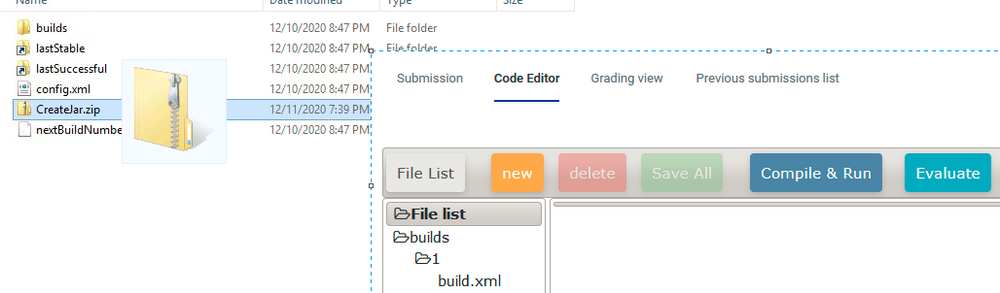 Name Date modified Type Size
builds 12/10/2020 8:47 PM File folder
lastStable 12/10/2020 8:47 PM File folder
lastSuccessful 12/10/2020 8:47 PM
config.xml 12/10/2020 8:47 PM
CreateJar.zip 12/11/2020 7:39 PM
nextBuildNumbe 12/10/2020 8:47 PM
Submission Code Editor Grading view Previous submissions list
File List new delete Save All Compile & Run Evaluate
File list
builds
1
build.xml